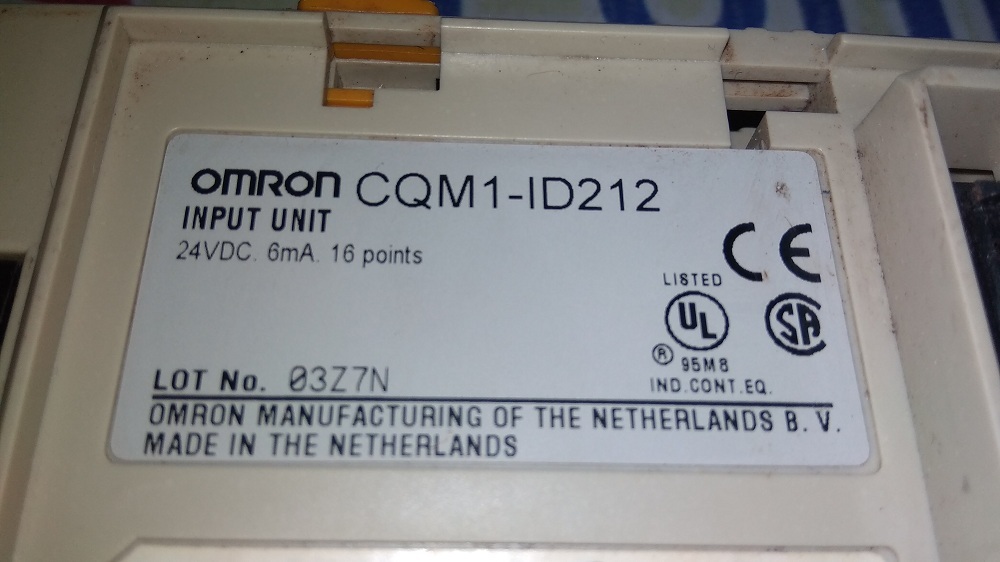 OMRON CQM1-ID212
INPUT UNIT
24VDC. 6mA. 16 points
CE
LISTED
UL
SA
® 95M8
IND.CONT.EQ.
LOT No. 03Z7N
OMRON MANUFACTURING OF THE NETHERLANDS B.V.
MADE IN THE NETHERLANDS